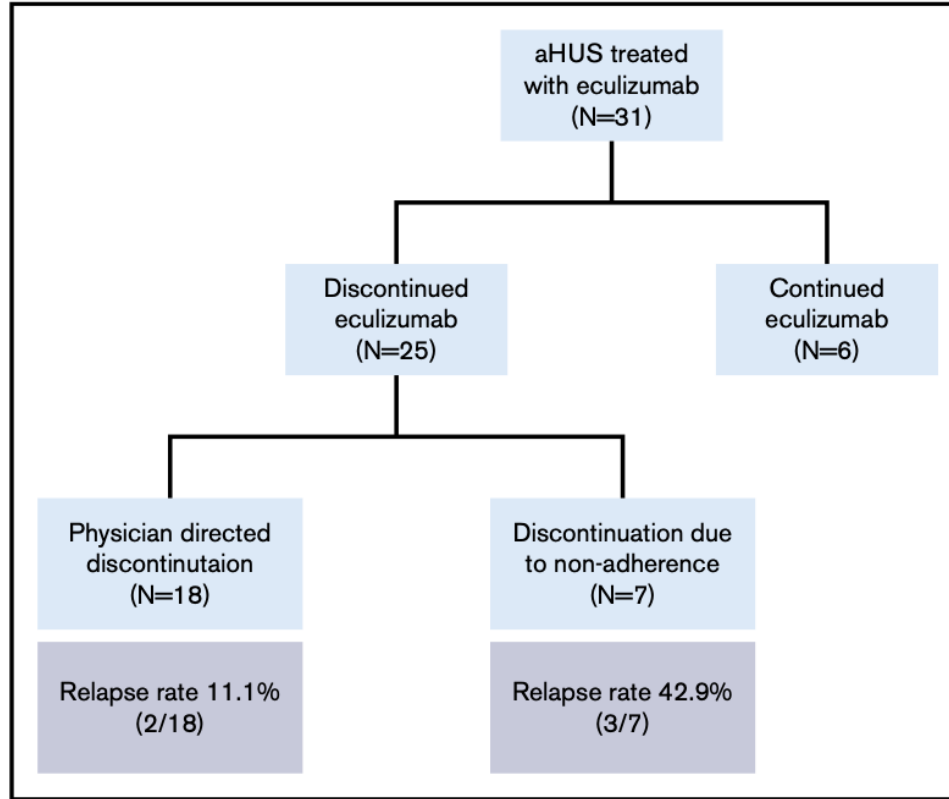 aHUS treated
with eculizumab
(N=31)
Discontinued
eculizumab
(N=25)
Continued
eculizumab
(N=6)
Physician directed
discontinutaion
(N=18)
Discontinuation due
to non-adherence
(N=7)
Relapse rate 11.1%
(2/18)
Relapse rate 42.9%
(3/7)